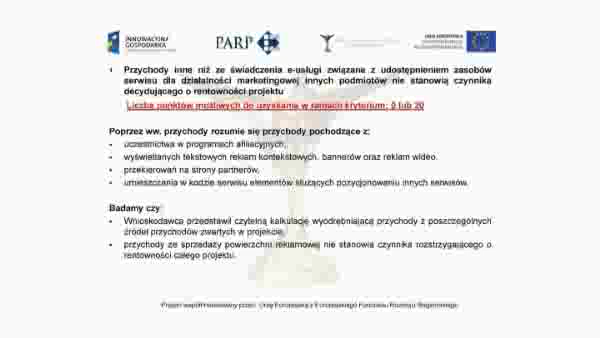 INNOWACYJNA
GOSPODARKA
PARP
UNIA EUROPEJSKA
Przychody inne niż ze świadczenia e-usługi związane z udostępnieniem zasobów
serwisu dla działalności marketingowej innych podmiotów nie stanowią czynnika
decydującego o rentowności projektu
Liczba punktów możliwych do uzyskania w ramach kryterium: 0 lub 20
Poprzez ww. przychody rozumie się przychody pochodzące z:
• uczestnictwa w programach afiliacyjnych,
• wyświetlanych tekstowych reklam kontekstowych, bannerów oraz reklam wideo,
• przekierowań na strony partnerów,
• umieszczania w kodzie serwisu elementów służących pozycjonowaniu innych serwisów.
Badamy czy:
• Wnioskodawca przedstawił czytelną kalkulację wyodrębniającą przychody z poszczególnych
źródeł przychodów zwartych w projekcie,
• przychody ze sprzedaży powierzchni reklamowej nie stanowią czynnika rozstrzygającego o
rentowności całego projektu.
Projekt współfinansowany przez Unię Europejską z Europejskiego Funduszu Rozwoju Regionalnego